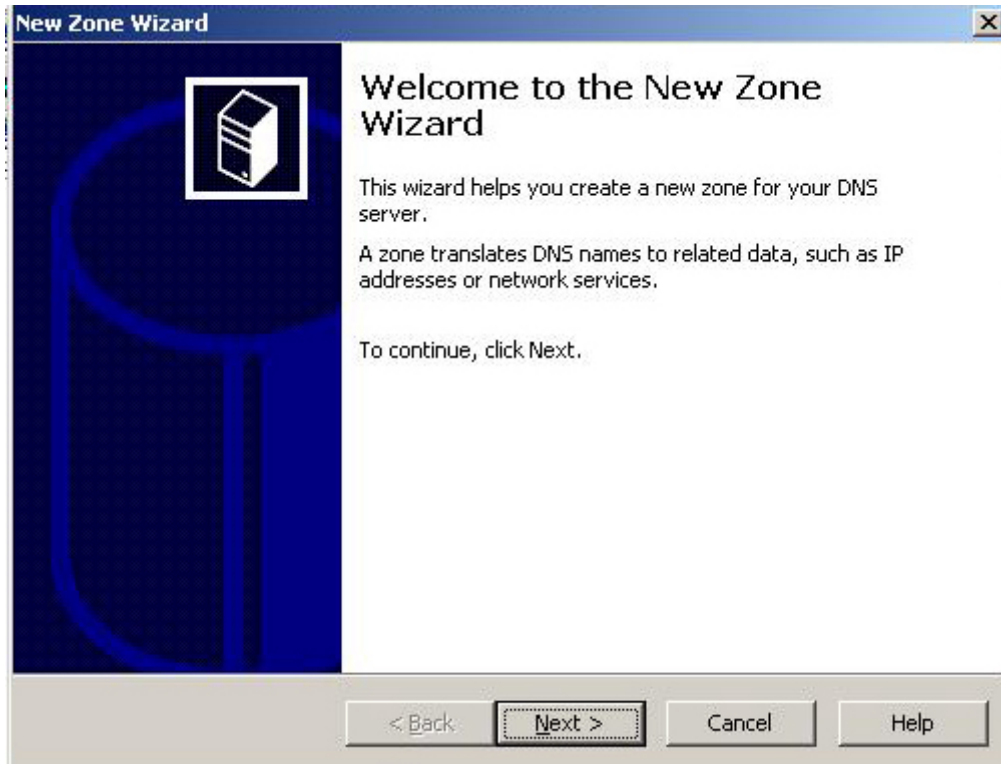 New Zone Wizard
Welcome to the New Zone
Wizard
This wizard helps you create a new zone for your DNS
server.
A zone translates DNS names to related data, such as IP
addresses or network services.
To continue, click Next.
< Back
Next >
Cancel
Help